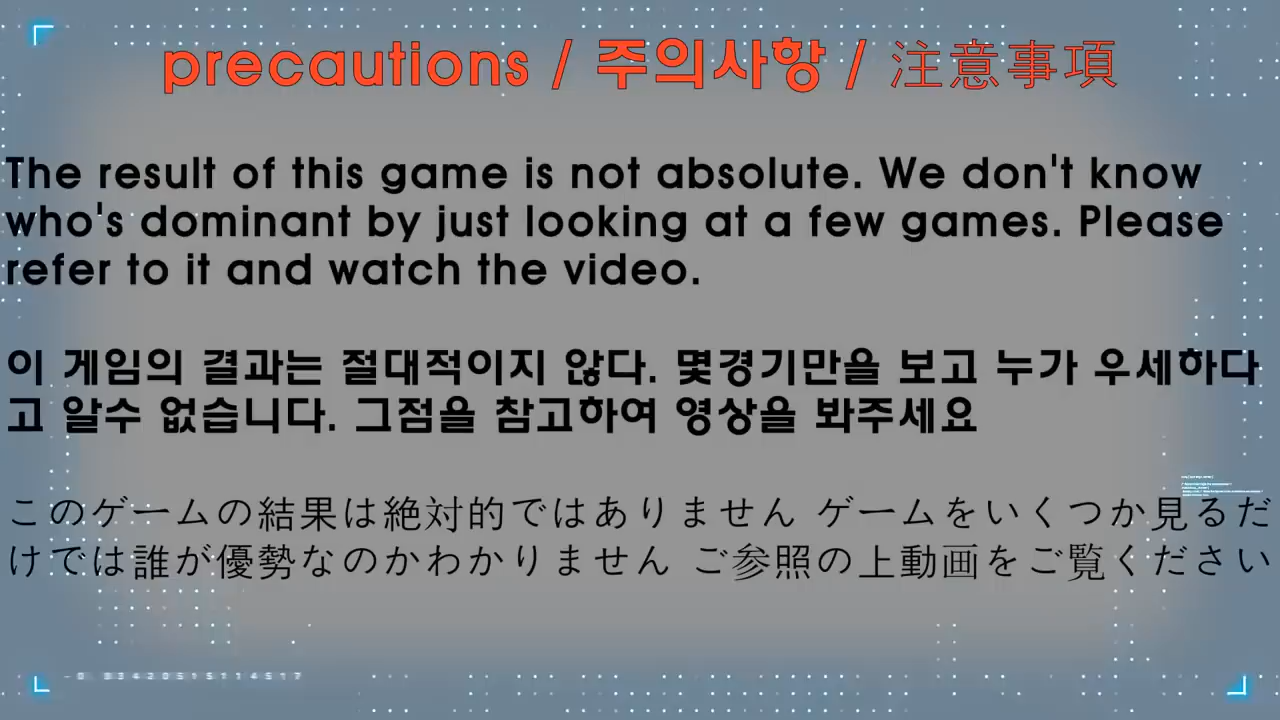 precautions / 주의사항 / 注意事項
The result of this game is not absolute. We don't know
who's dominant by just looking at a few games. Please
refer to it and watch the video.
이 게임의 결과는 절대적이지 않다. 몇경기만을 보고 누가 우세하다
고 알수 없습니다. 그점을 참고하여 영상을 봐주세요
このゲームの結果は絶対的ではありません ゲームをいくつか見るだ
けでは誰が優勢なのかわかりません ご参照の上動画をご覧ください